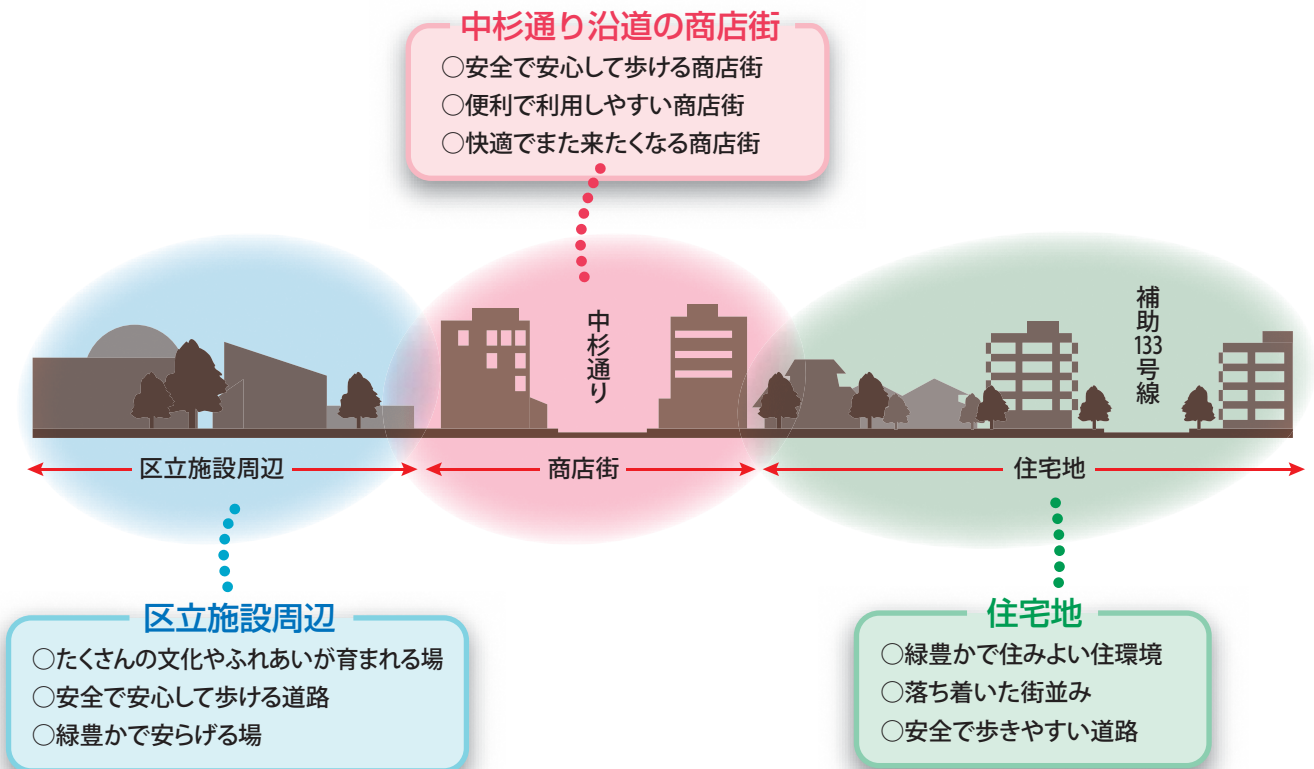 中杉通り沿道の商店街
○安全で安心して歩ける商店街
○便利で利用しやすい商店街
○快適でまた来たくなる商店街
中杉通り
補助133号線
区立施設周辺
商店街
住宅地
区立施設周辺
○たくさんの文化やふれあいが育まれる場
○安全で安心して歩ける道路
○緑豊かで安らげる場
住宅地
○緑豊かで住みよい住環境
○落ち着いた街並み
○安全で歩きやすい道路